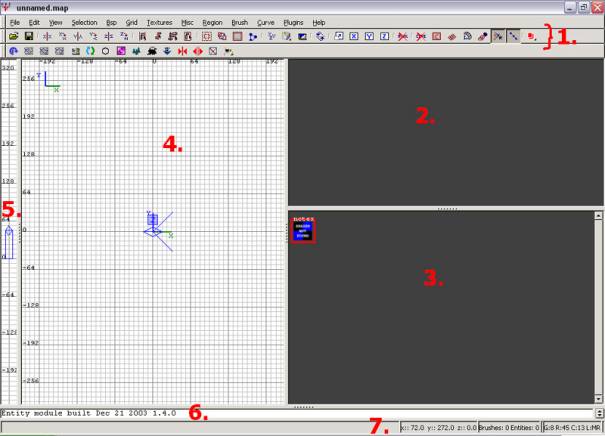 unnamed.map
File Edit View Selection Bsp Grid Textures Misc Region Brush Curve Plugins Help
X Y Z
1.
-192 -128 -64 0 64 128 192
320
256
192
128
64
0
-64
-128
-192
Y
X
256
192
128
64
0
-64
-128
-192
-256
Y
Z
X
2.
4.
5.
notex
SHADER
NOT
FOUND
3.
6.
Entity module built Dec 21 2003 1.4.0
7.
x:: 72.0 y:: 272.0 z:: 0.0 Brushes: 0 Entities: 0 G:8 R:45 C:13 L:MR